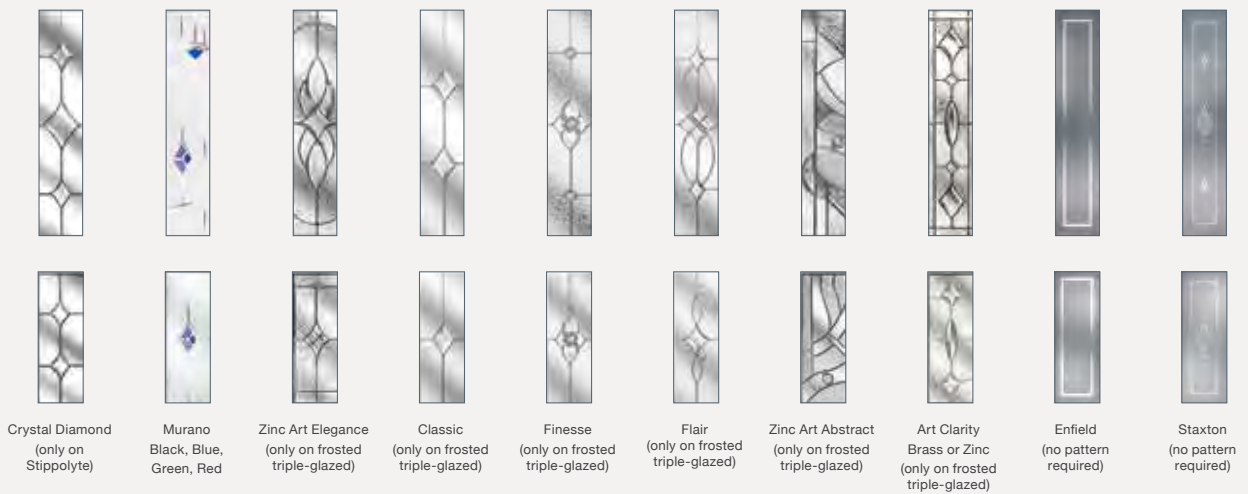 Crystal Diamond
(only on
Stippolyte)
Murano
Black, Blue,
Green, Red
Zinc Art Elegance
(only on frosted
triple-glazed)
Classic
(only on frosted
triple-glazed)
Finesse
(only on frosted
triple-glazed)
Flair
(only on frosted
triple-glazed)
Zinc Art Abstract
(only on frosted
triple-glazed)
Art Clarity
Brass or Zinc
(only on frosted
triple-glazed)
Enfield
(no pattern
required)
Staxton
(no pattern
required)